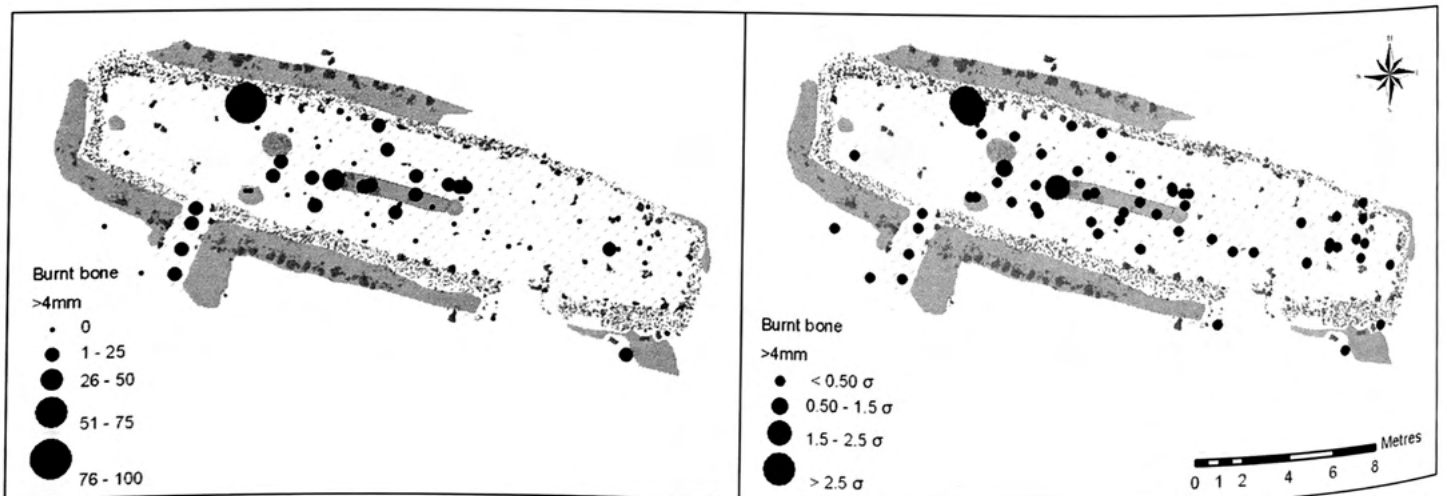 Burnt bone
>4mm
0
1 - 25
26 - 50
51 - 75
76 - 100
Burnt bone
>4mm
< 0.50 σ
0.50 - 1.5 σ
1.5 - 2.5 σ
> 2.5 σ
Metres
0 1 2 4 6 8